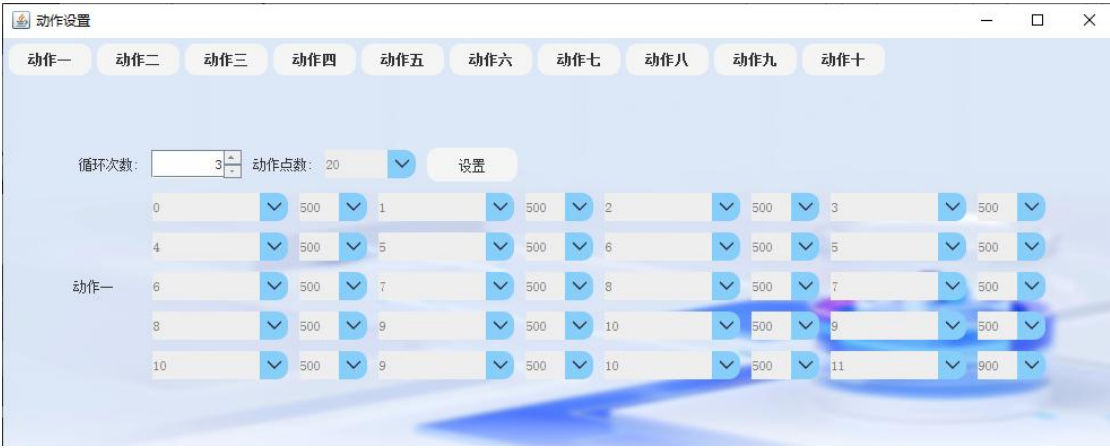 动作设置
动作一 动作二 动作三 动作四 动作五 动作六 动作七 动作八 动作九 动作十
循环次数: 3 动作点数: 20 设置
0 500 1 500 2 500 3 500
4 500 5 500 6 500 5 500
动作一 6 500 7 500 8 500 7 500
8 500 9 500 10 500 9 500
10 500 9 500 10 500 11 900